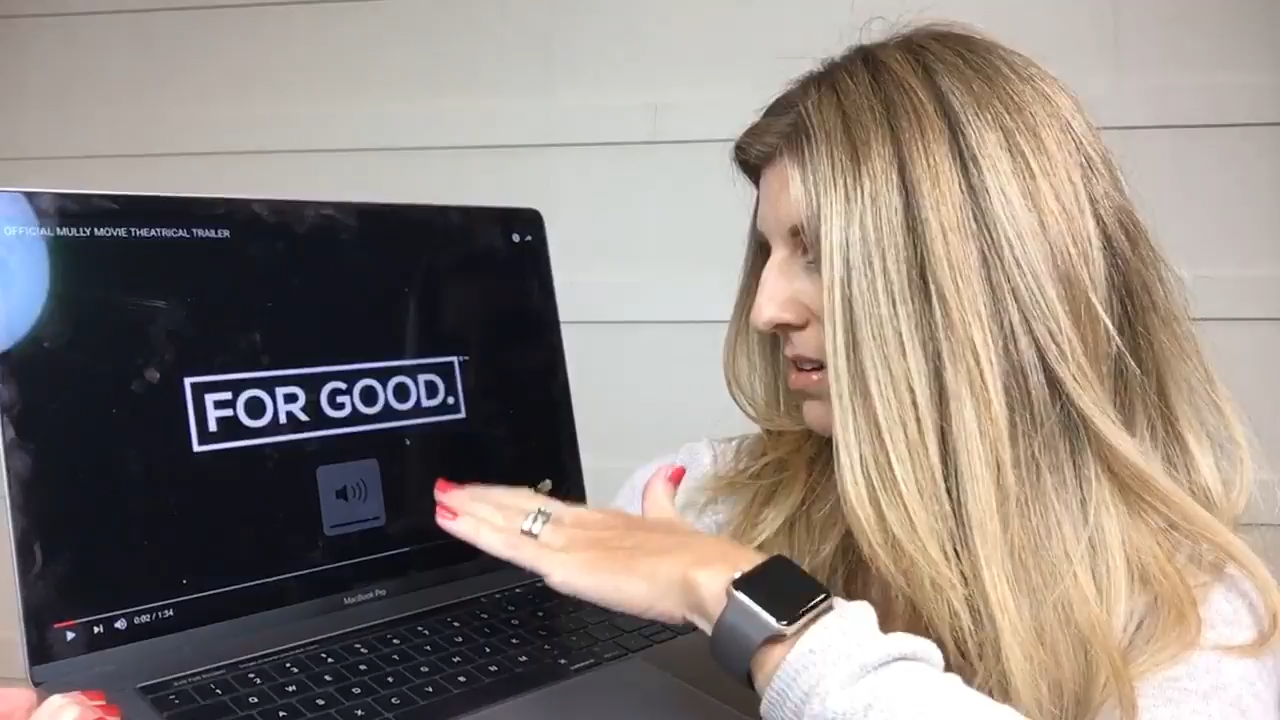 OFFICIAL MULLY MOVIE THEATRICAL TRAILER
FOR GOOD.
0:02 / 1:34
MacBook Pro